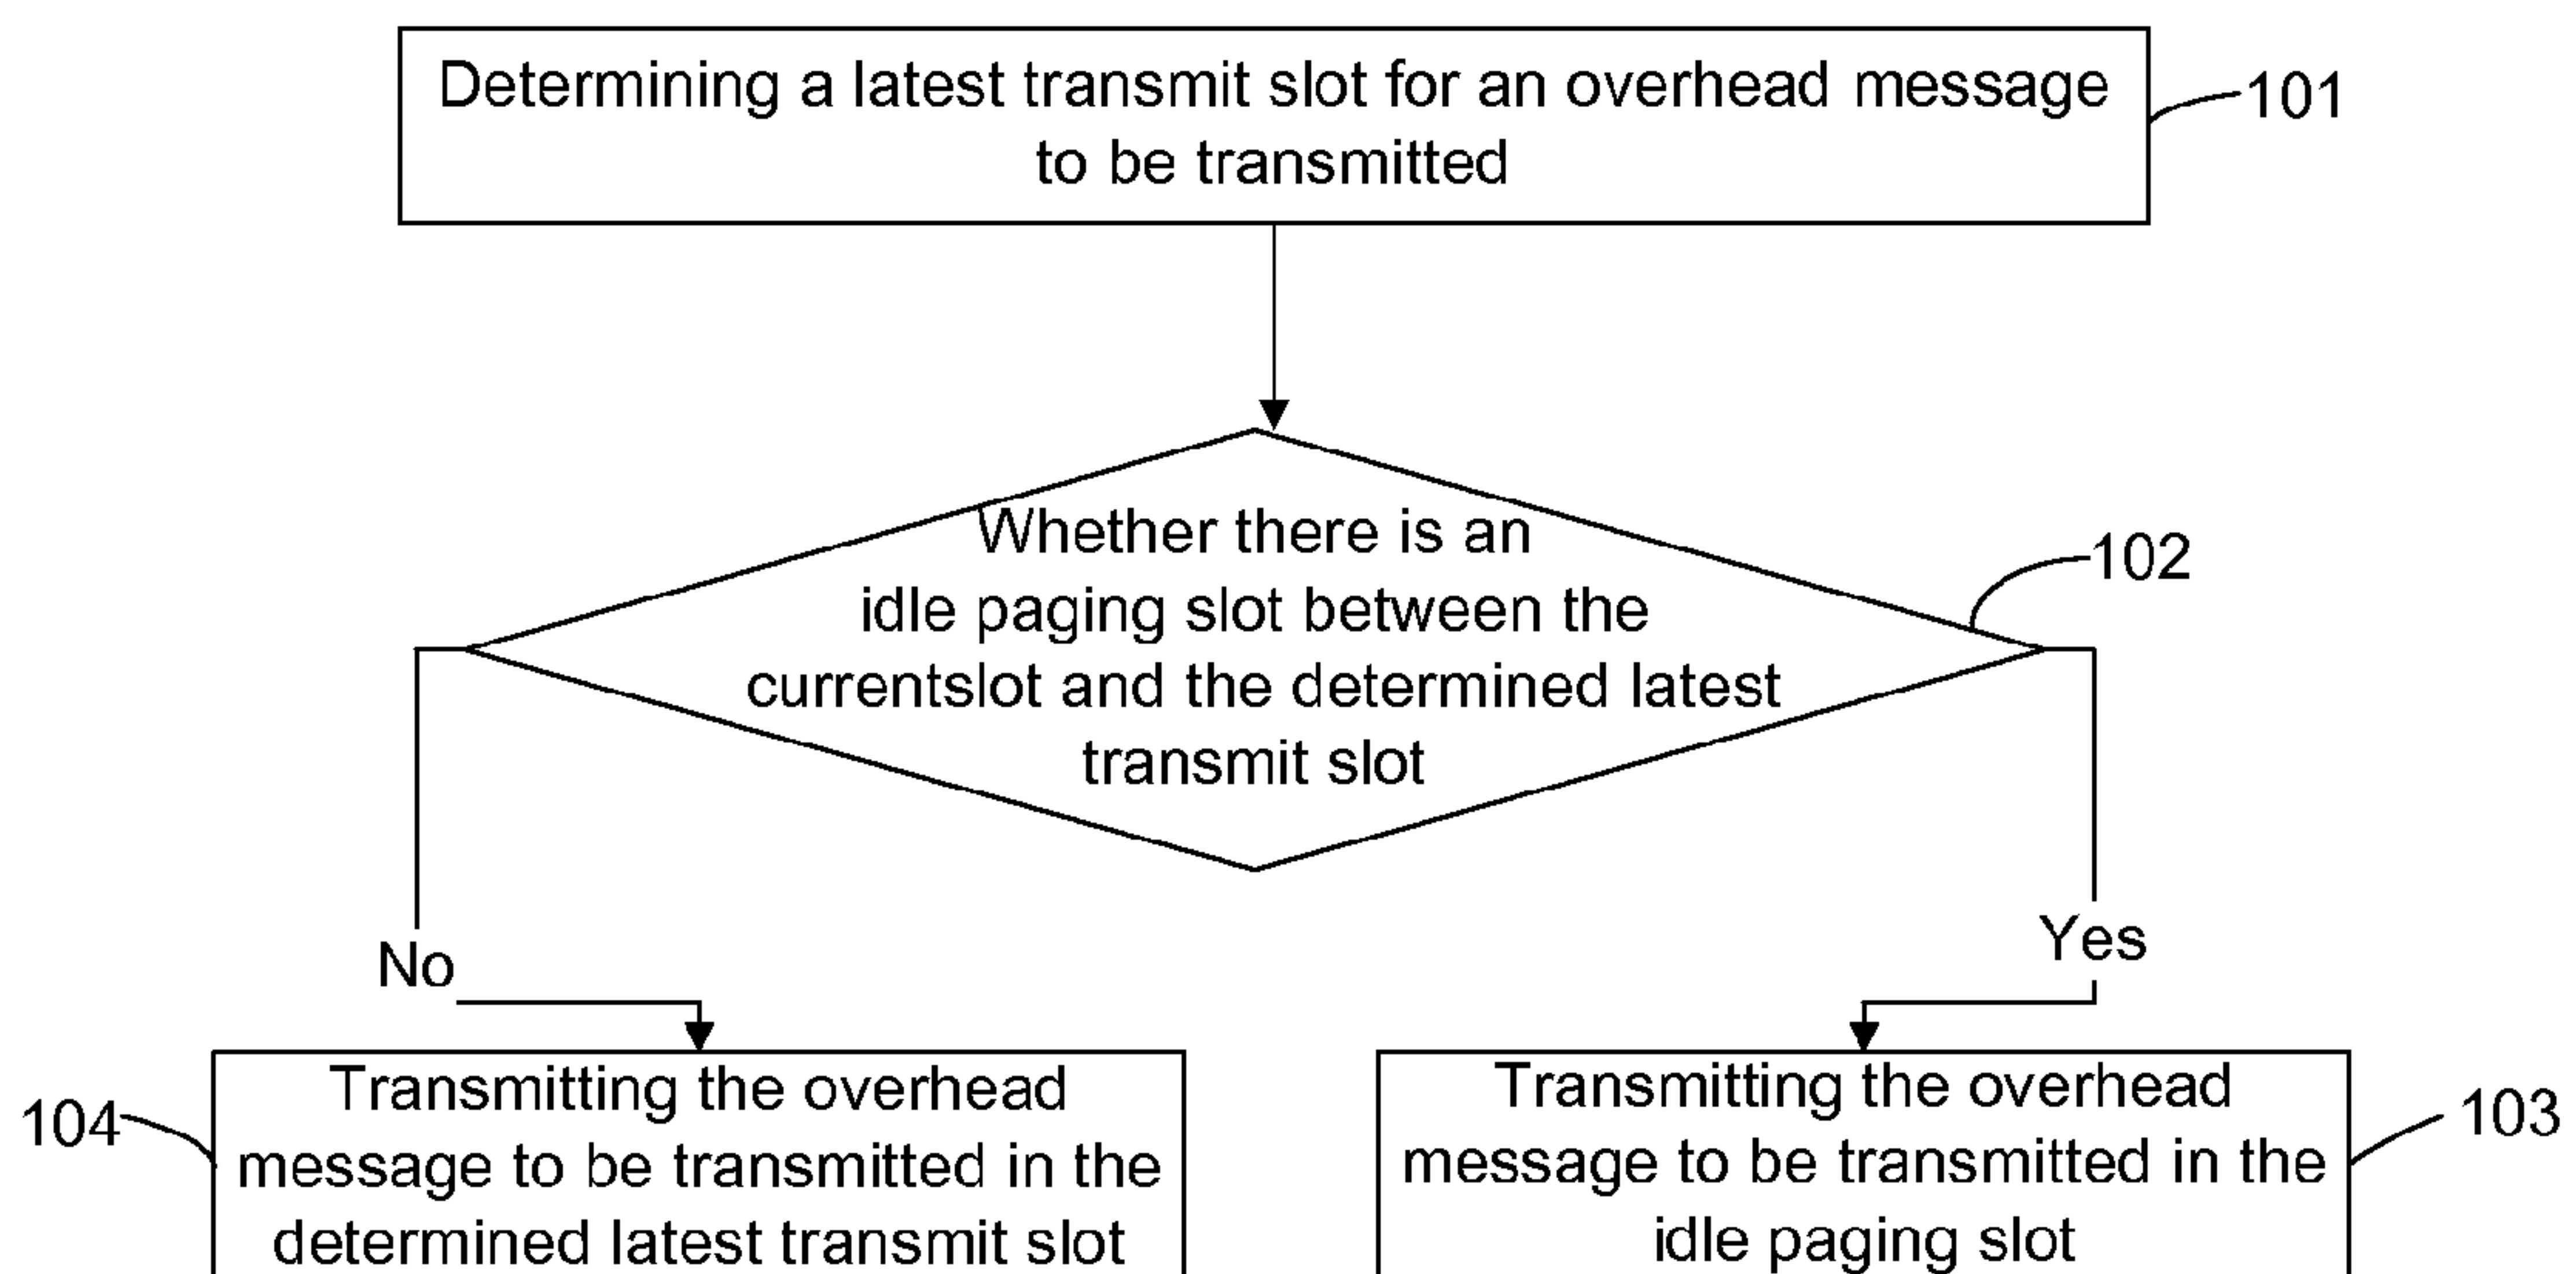 Determining a latest transmit slot for an overhead message
to be transmitted
101
Whether there is an
idle paging slot between the
currentslot and the determined latest
transmit slot
102
No
Yes
104
Transmitting the overhead
message to be transmitted in the
determined latest transmit slot
Transmitting the overhead
message to be transmitted in the
idle paging slot
103